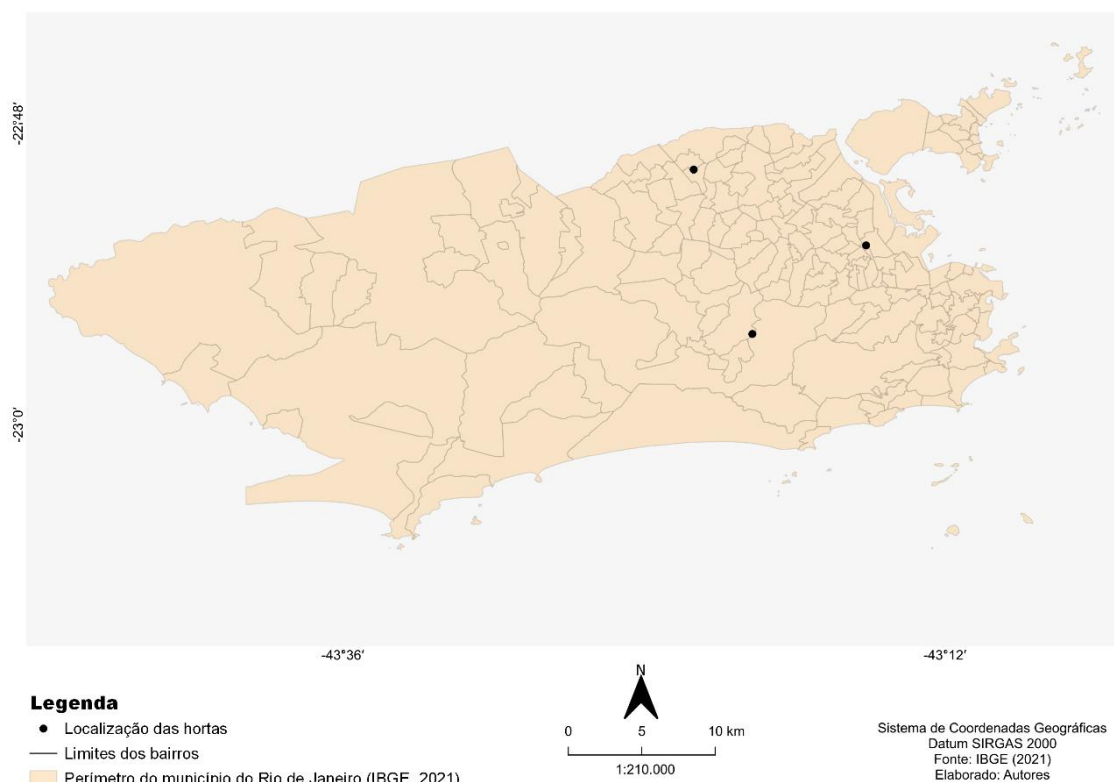 -22°48′
-23°0′
-43°36′
-43°12′
Legenda
Localização das hortas
Limites dos bairros
Perímetro do município do Rio de Janeiro (IBGE, 2021)
N
0 5 10 km
1:210.000
Sistema de Coordenadas Geográficas
Datum SIRGAS 2000
Fonte: IBGE (2021)
Elaborado: Autores